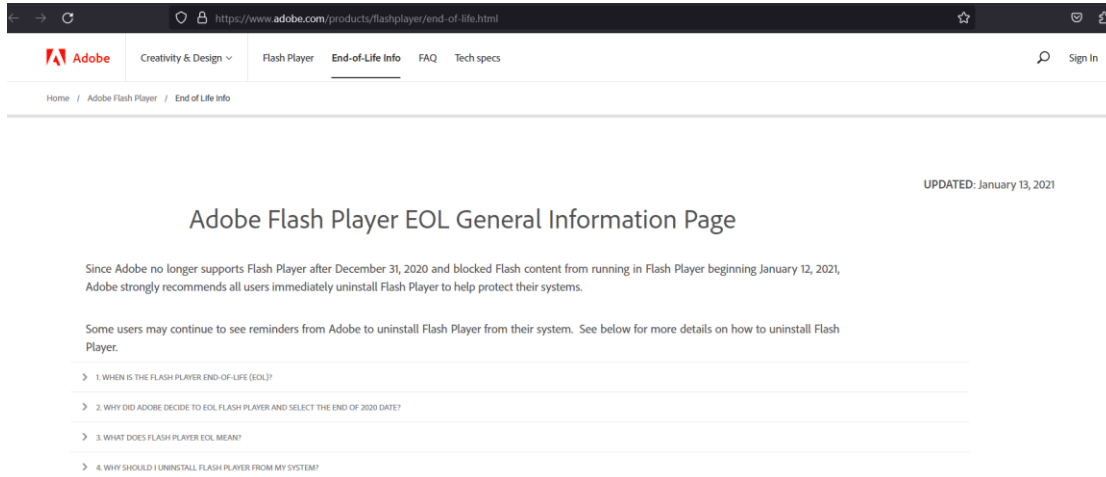 https://www.adobe.com/products/flashplayer/end-of-life.html
Adobe Creativity & Design Flash Player End-of-Life Info FAQ Tech specs Sign In
Home / Adobe Flash Player / End of Life Info
UPDATED: January 13, 2021
Adobe Flash Player EOL General Information Page
Since Adobe no longer supports Flash Player after December 31, 2020 and blocked Flash content from running in Flash Player beginning January 12, 2021,
Adobe strongly recommends all users immediately uninstall Flash Player to help protect their systems.
Some users may continue to see reminders from Adobe to uninstall Flash Player from their system. See below for more details on how to uninstall Flash
Player.
1. WHEN IS THE FLASH PLAYER END-OF-LIFE (EOL)?
2. WHY DID ADOBE DECIDE TO EOL FLASH PLAYER AND SELECT THE END OF 2020 DATE?
3. WHAT DOES FLASH PLAYER EOL MEAN?
4. WHY SHOULD I UNINSTALL FLASH PLAYER FROM MY SYSTEM?